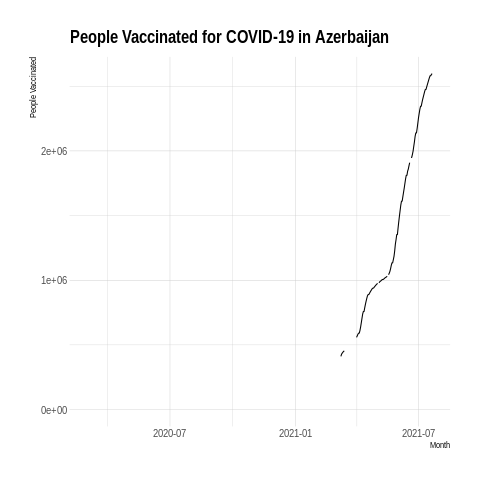 People Vaccinated for COVID-19 in Azerbaijan
People Vaccinated
2e+06
1e+06
0e+00
2020-07
2021-01
2021-07
Month